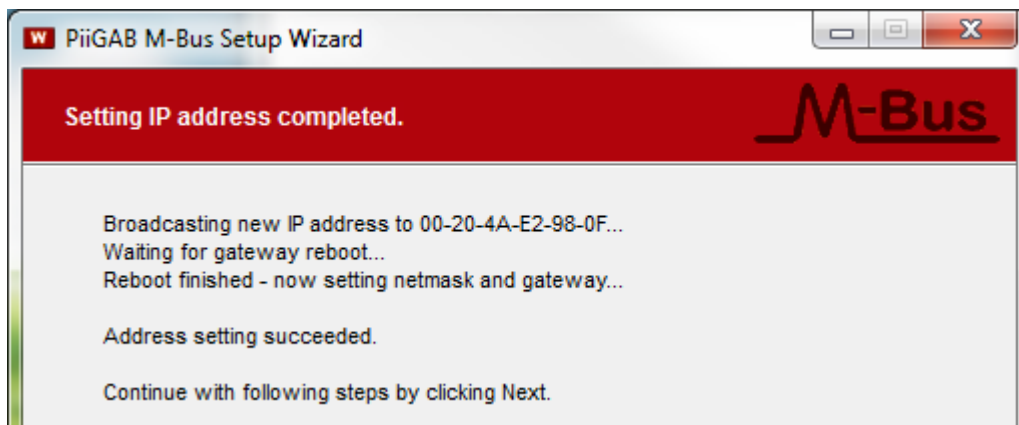 W PiiGAB M-Bus Setup Wizard
Setting IP address completed.
M-Bus
Broadcasting new IP address to 00-20-4A-E2-98-0F...
Waiting for gateway reboot...
Reboot finished - now setting netmask and gateway...
Address setting succeeded.
Continue with following steps by clicking Next.